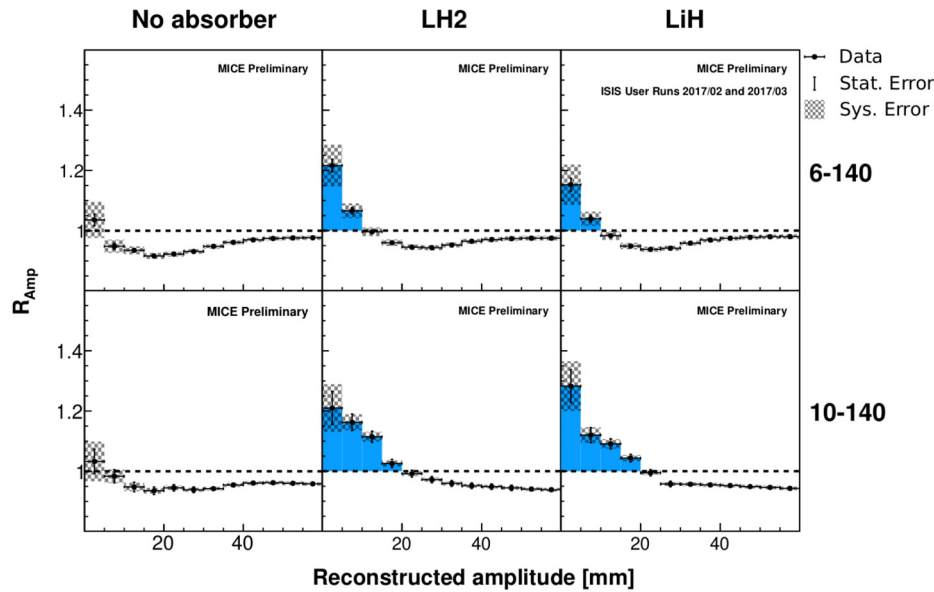 No absorber LH2 LiH
MICE Preliminary MICE Preliminary MICE Preliminary
ISIS User Runs 2017/02 and 2017/03
Data
Stat. Error
Sys. Error
1.4
1.2
1
6-140
MICE Preliminary MICE Preliminary MICE Preliminary
1.4
1.2
1
10-140
R_Amp
20 40 20 40 20 40
Reconstructed amplitude [mm]